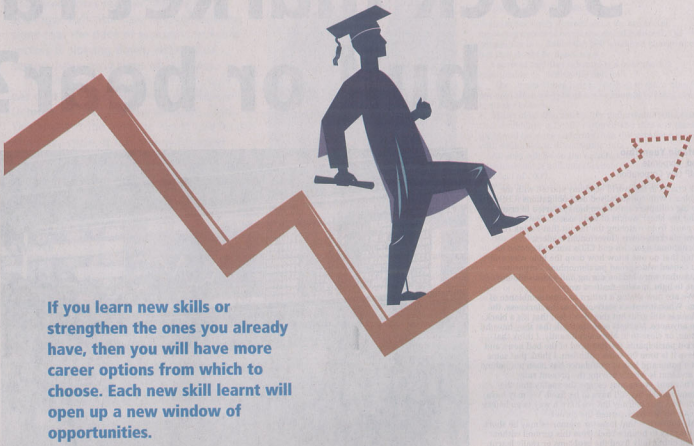 If you learn new skills or
strengthen the ones you already
have, then you will have more
career options from which to
choose. Each new skill learnt will
open up a new window of
opportunities.